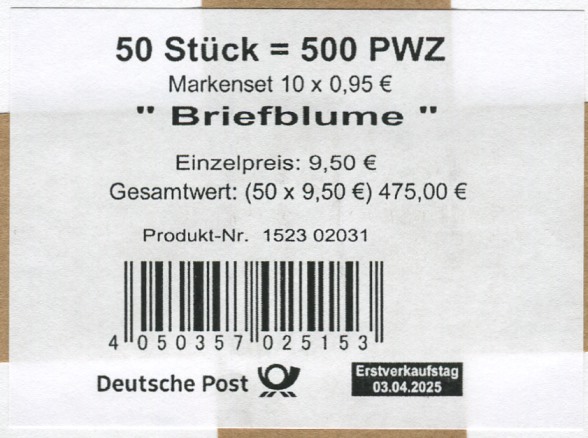 50 Stück = 500 PWZ
Markenset 10 x 0,95 €
" Briefblume "
Einzelpreis: 9,50 €
Gesamtwert: (50 x 9,50 €) 475,00 €
Produkt-Nr. 1523 02031
4 050357 025153
Deutsche Post
Erstverkaufstag
03.04.2025